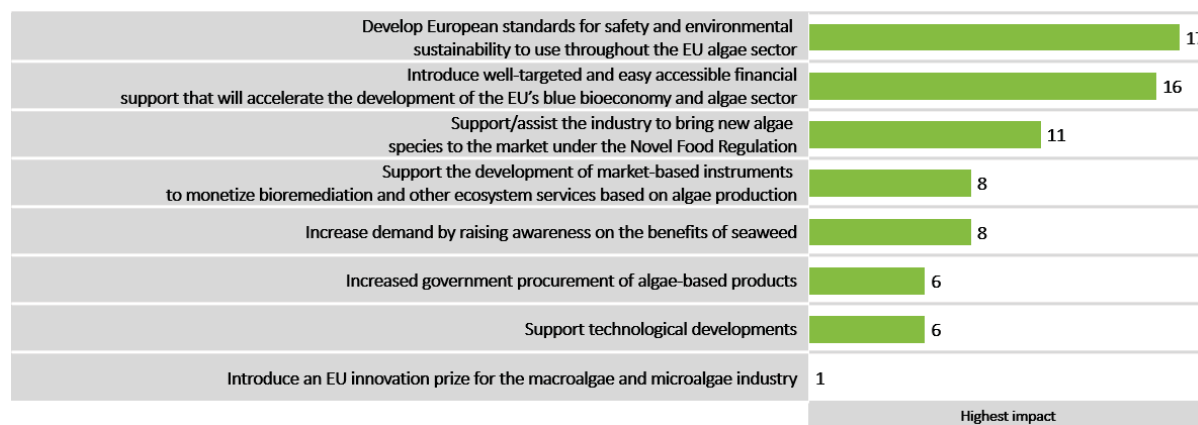 Develop European standards for safety and environmental
sustainability to use throughout the EU algae sector
17
Introduce well-targeted and easy accessible financial
support that will accelerate the development of the EU's blue bioeconomy and algae sector
16
Support/assist the industry to bring new algae
species to the market under the Novel Food Regulation
11
Support the development of market-based instruments
to monetize bioremediation and other ecosystem services based on algae production
8
Increase demand by raising awareness on the benefits of seaweed
8
Increased government procurement of algae-based products
6
Support technological developments
6
Introduce an EU innovation prize for the macroalgae and microalgae industry
1
Highest impact